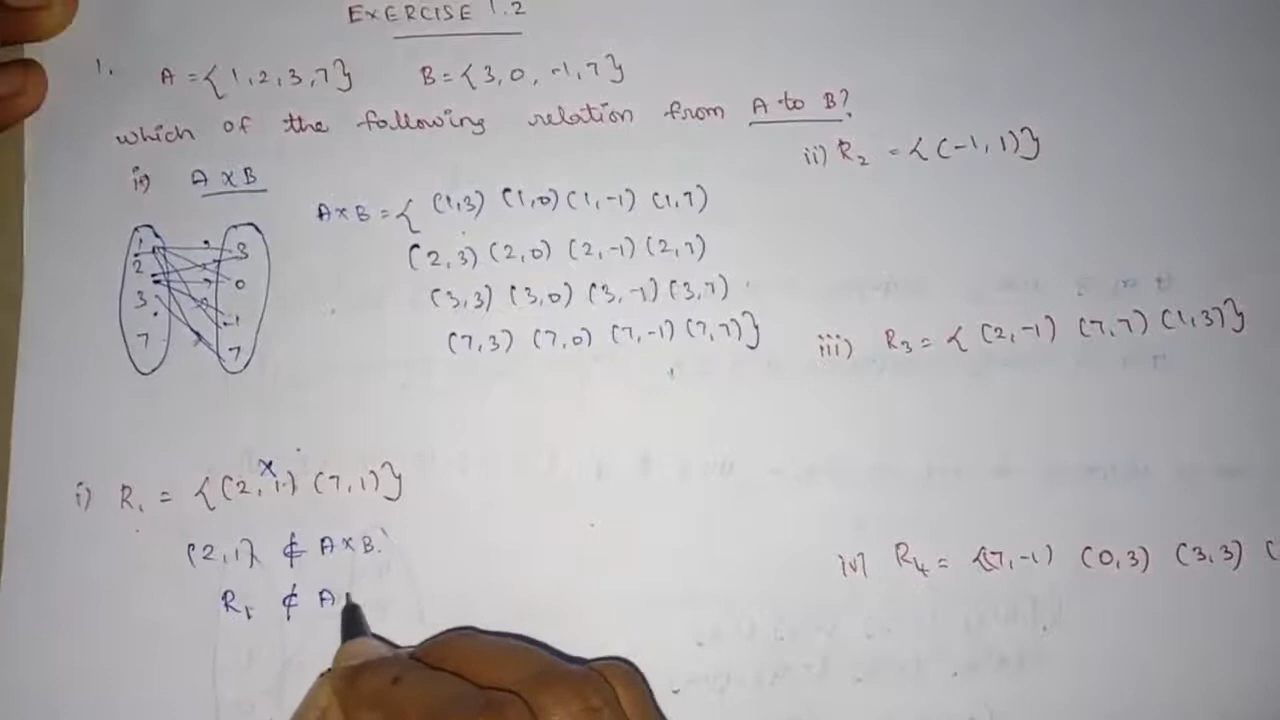 EXERCISE 1.2
1. A = {1, 2, 3, 7} B = {3, 0, -1, 7}
which of the following relation from A to B?
ii) R₂ = {(-1, 1)}
A × B
A × B = { (1,3) (1,0) (1,-1) (1,7)
(2,3) (2,0) (2,-1) (2,7)
(3,3) (3,0) (3,-1) (3,7)
(7,3) (7,0) (7,-1) (7,7)}
1 3
2 0
3 -1
7 7
iii) R₃ = { (2,-1) (7,7) (1,3)}
i) R₁ = {(2,1) (7,1)}
x
(2,1) ∉ A × B.
R₁ ⊄ A
iv) R₄ = {(7,-1) (0,3) (3,3) (